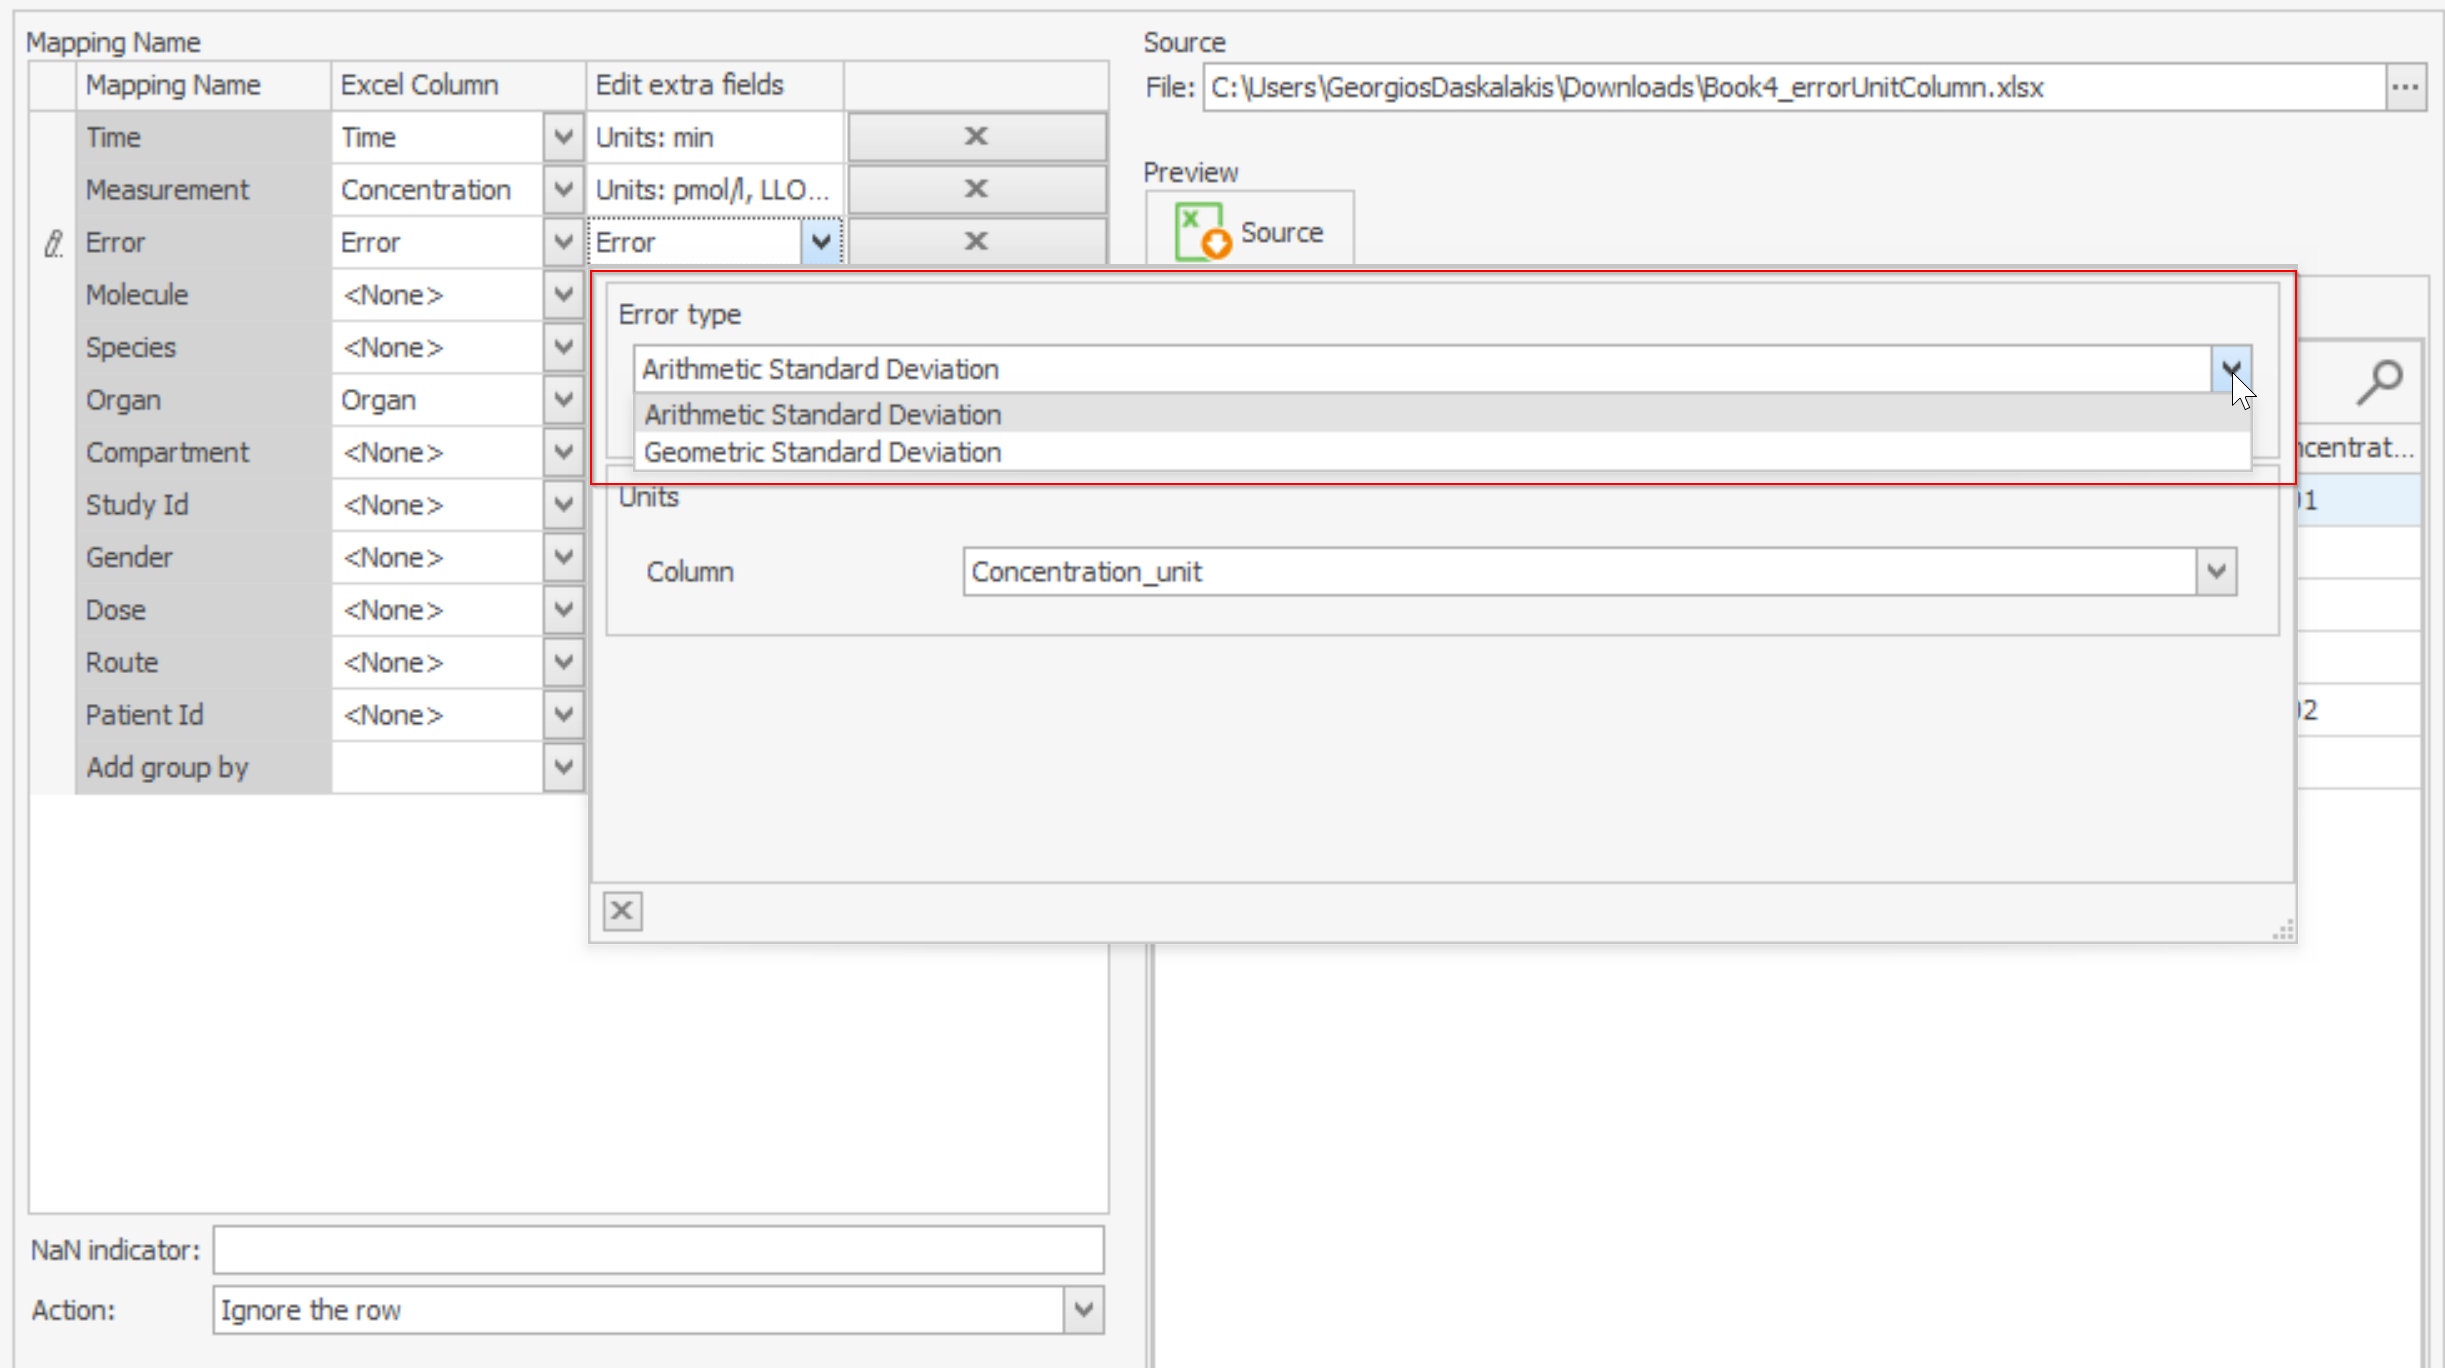 Mapping Name
Mapping Name Excel Column Edit extra fields
Time Time Units: min
Measurement Concentration Units: pmol/l, LLO...
Error Error Error
Molecule <None>
Species <None>
Organ Organ
Compartment <None>
Study Id <None>
Gender <None>
Dose <None>
Route <None>
Patient Id <None>
Add group by
NaN indicator:
Action: Ignore the row
Source
File: C:\Users\GeorgiosDaskalakis\Downloads\Book4_errorUnitColumn.xlsx ...
Preview
Source
Error type
Arithmetic Standard Deviation
Arithmetic Standard Deviation
Geometric Standard Deviation
Units
Column Concentration_unit
ncentrat...
01
02